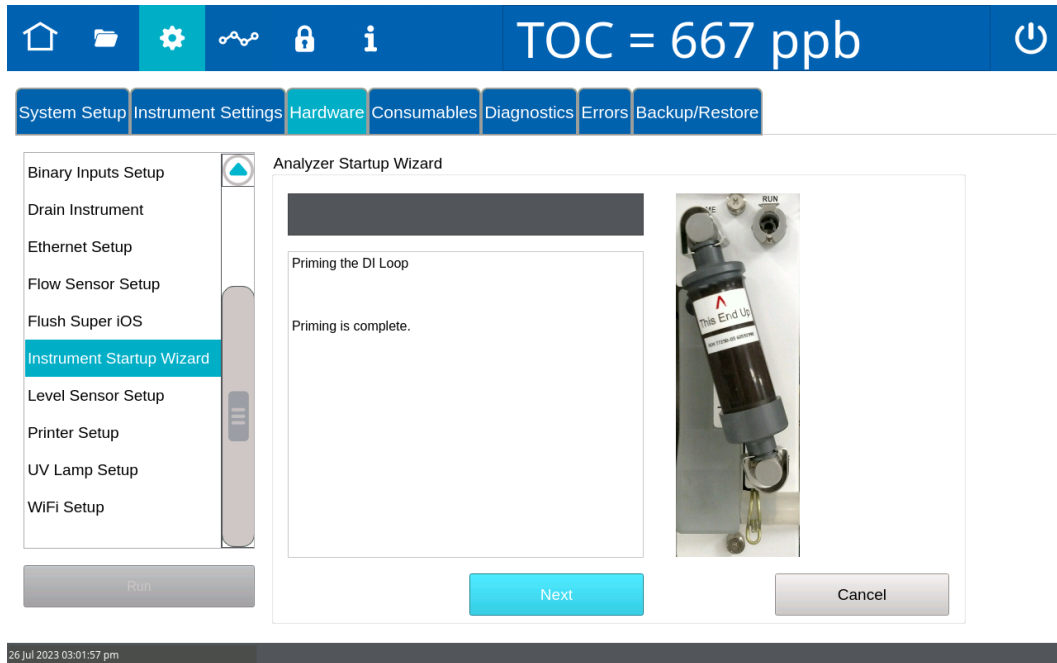 TOC = 667 ppb
System Setup Instrument Settings Hardware Consumables Diagnostics Errors Backup/Restore
Binary Inputs Setup
Drain Instrument
Ethernet Setup
Flow Sensor Setup
Flush Super iOS
Instrument Startup Wizard
Level Sensor Setup
Printer Setup
UV Lamp Setup
WiFi Setup
Run
Analyzer Startup Wizard
Priming the DI Loop
Priming is complete.
RUN
This End Up
Next
Cancel
26 Jul 2023 03:01:57 pm